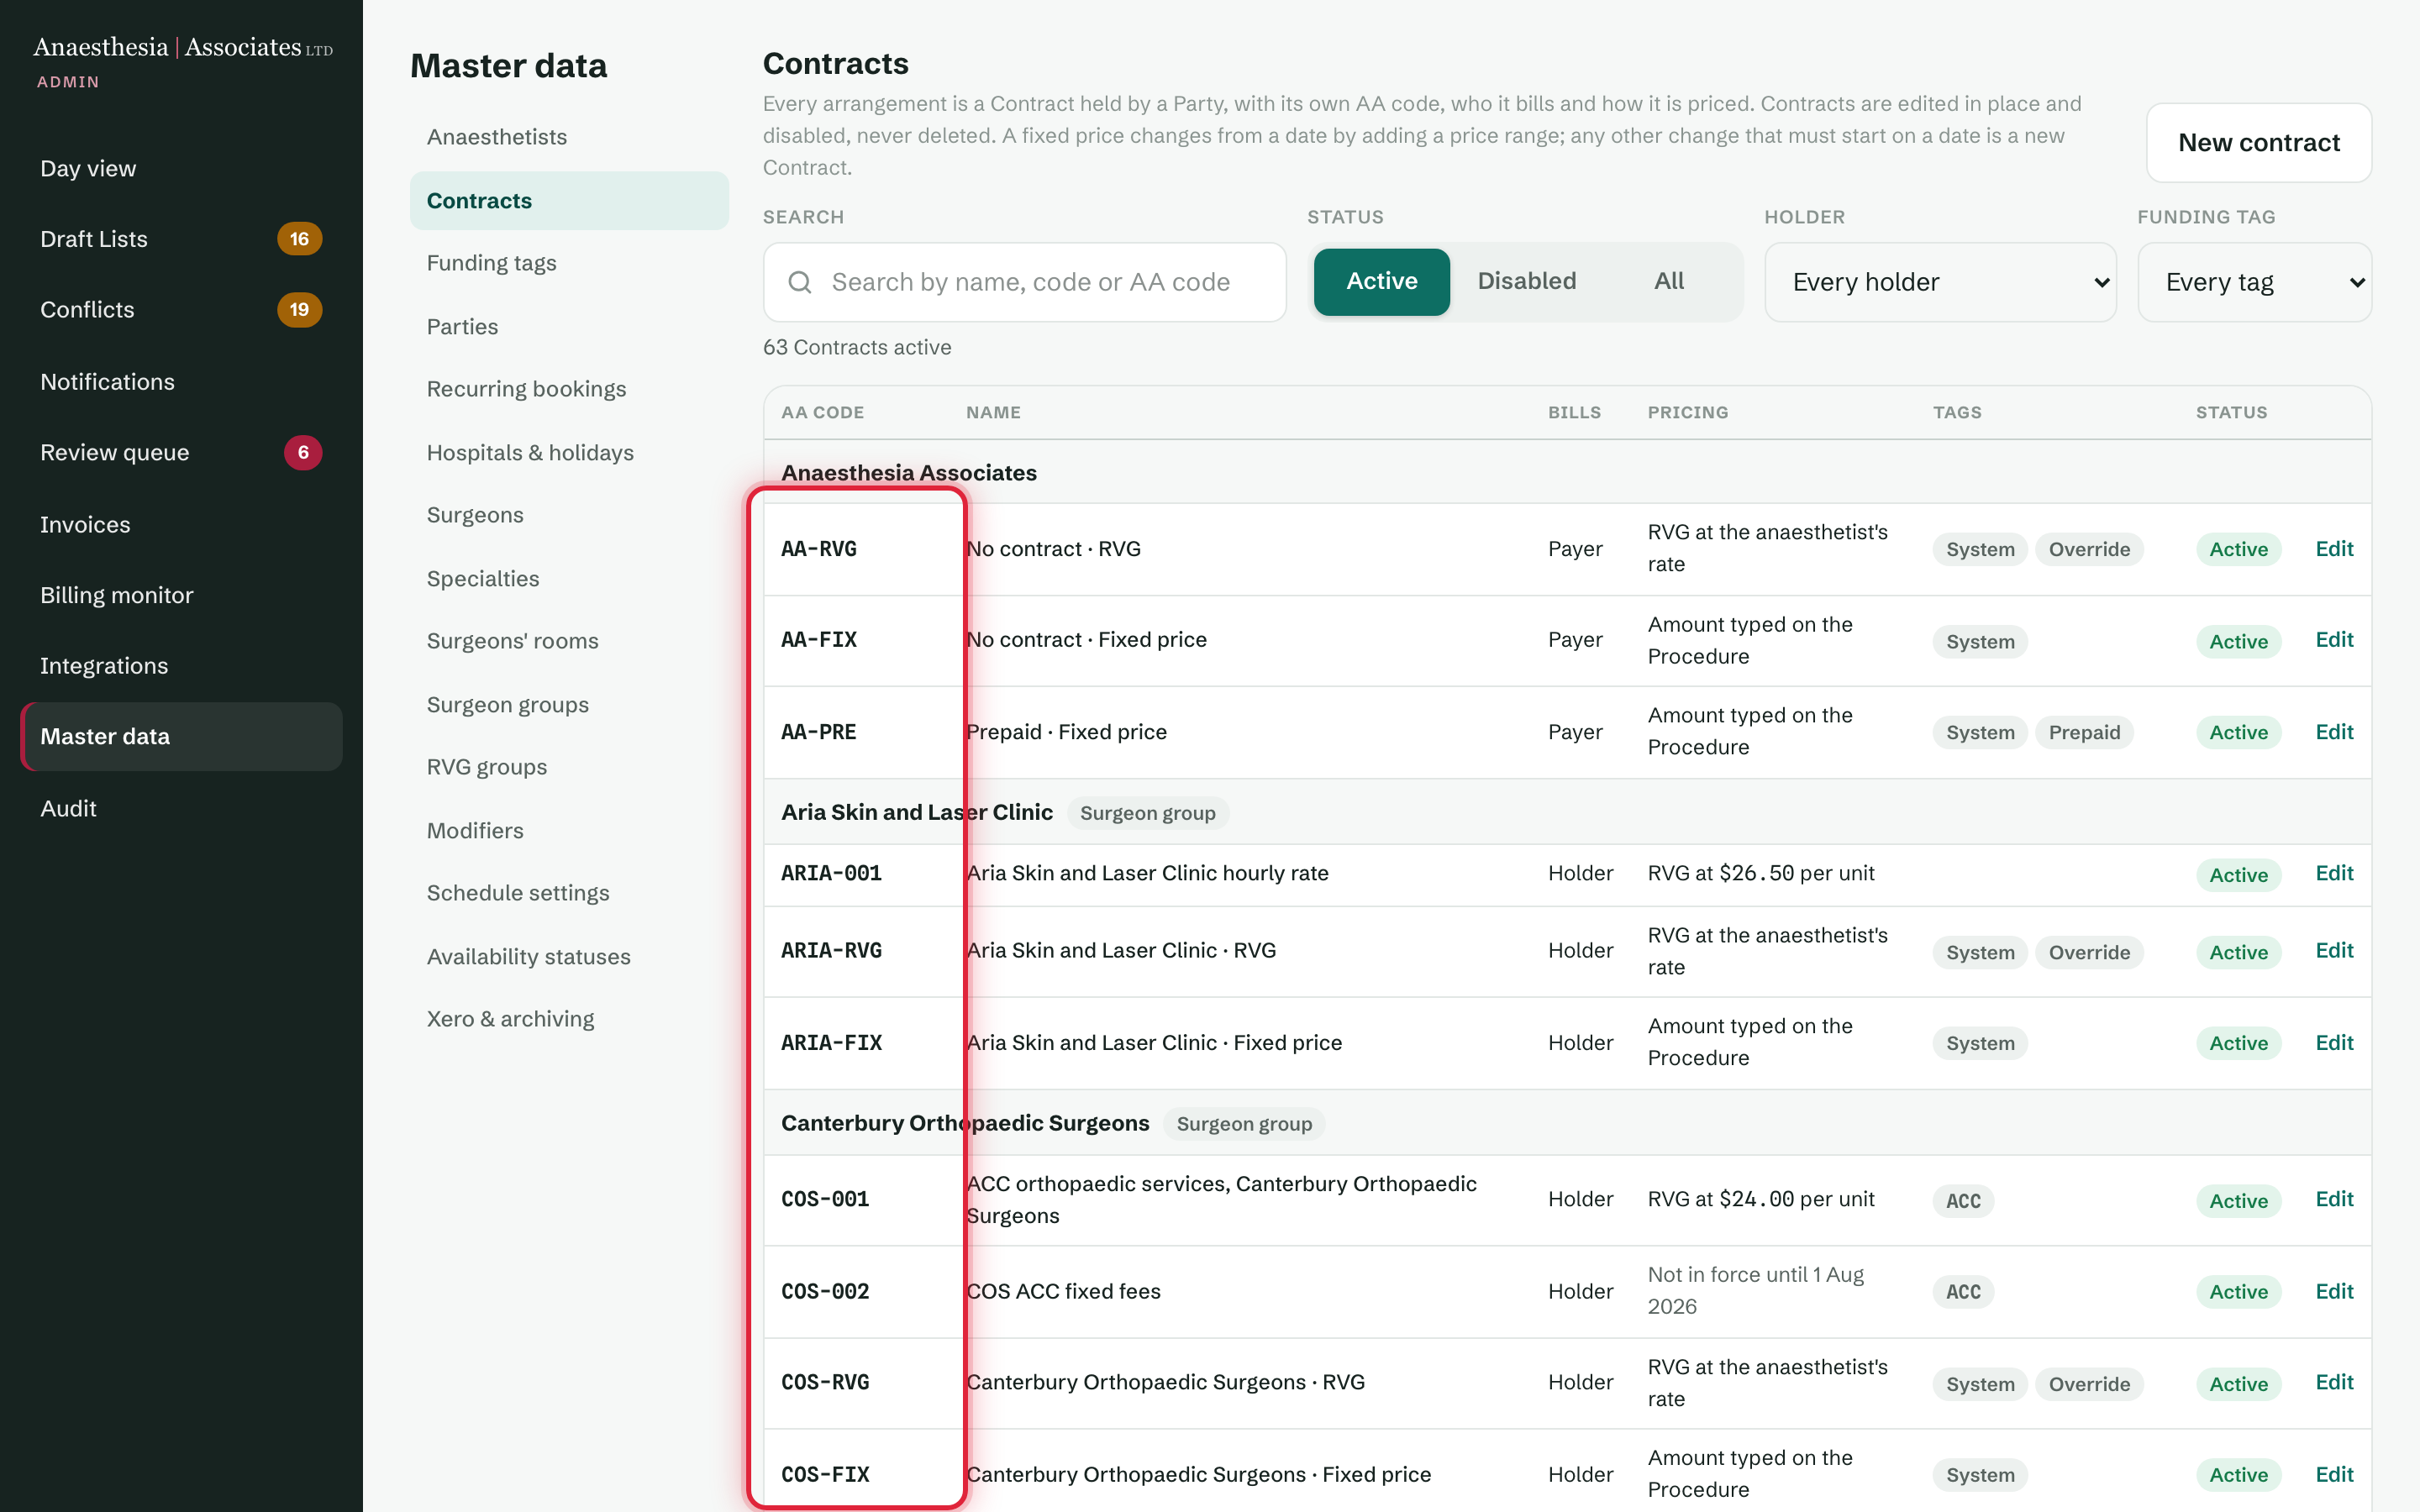 Anaesthesia | Associates LTD
ADMIN
Day view
Draft Lists 16
Conflicts 19
Notifications
Review queue 6
Invoices
Billing monitor
Integrations
Master data
Audit
Master data
Anaesthetists
Contracts
Funding tags
Parties
Recurring bookings
Hospitals & holidays
Surgeons
Specialties
Surgeons' rooms
Surgeon groups
RVG groups
Modifiers
Schedule settings
Availability statuses
Xero & archiving
Contracts
Every arrangement is a Contract held by a Party, with its own AA code, who it bills and how it is priced. Contracts are edited in place and
disabled, never deleted. A fixed price changes from a date by adding a price range; any other change that must start on a date is a new
Contract.
New contract
SEARCH STATUS HOLDER FUNDING TAG
Search by name, code or AA code Active Disabled All Every holder Every tag
63 Contracts active
AA CODE NAME BILLS PRICING TAGS STATUS
Anaesthesia Associates
AA-RVG No contract · RVG Payer RVG at the anaesthetist's
rate System Override Active Edit
AA-FIX No contract · Fixed price Payer Amount typed on the
Procedure System Active Edit
AA-PRE Prepaid · Fixed price Payer Amount typed on the
Procedure System Prepaid Active Edit
Aria Skin and Laser Clinic Surgeon group
ARIA-001 Aria Skin and Laser Clinic hourly rate Holder RVG at $26.50 per unit Active Edit
ARIA-RVG Aria Skin and Laser Clinic · RVG Holder RVG at the anaesthetist's
rate System Override Active Edit
ARIA-FIX Aria Skin and Laser Clinic · Fixed price Holder Amount typed on the
Procedure System Active Edit
Canterbury Orthopaedic Surgeons Surgeon group
COS-001 ACC orthopaedic services, Canterbury Orthopaedic
Surgeons Holder RVG at $24.00 per unit ACC Active Edit
COS-002 COS ACC fixed fees Holder Not in force until 1 Aug
2026 ACC Active Edit
COS-RVG Canterbury Orthopaedic Surgeons · RVG Holder RVG at the anaesthetist's
rate System Override Active Edit
COS-FIX Canterbury Orthopaedic Surgeons · Fixed price Holder Amount typed on the
Procedure System Active Edit